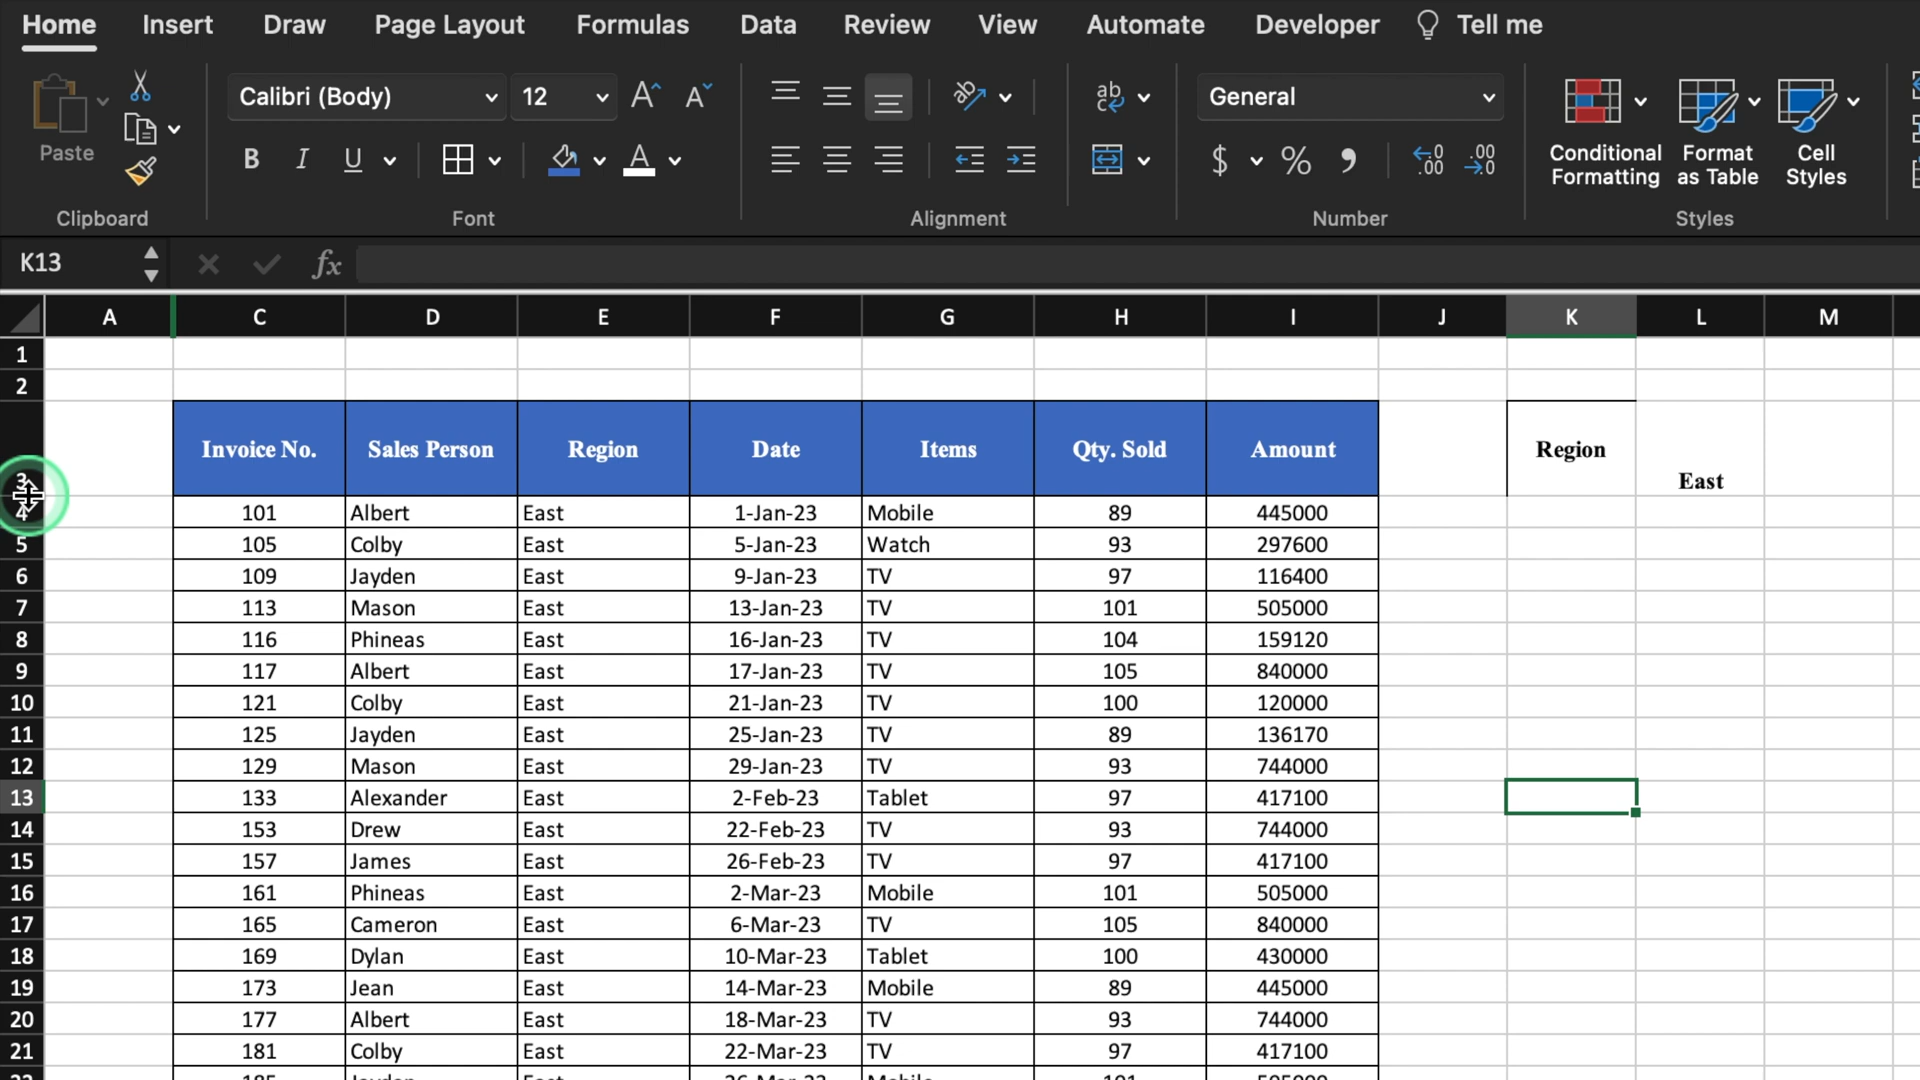 Home Insert Draw Page Layout Formulas Data Review View Automate Developer Tell me
Calibri (Body) 12 A A ab General
ab c
Paste B I U A $ % 9 .0 .00 .00 .0 Conditional Formatting Format as Table Cell Styles
Clipboard Font Alignment Number Styles
K13 fx
A C D E F G H I J K L M
1
2
3 Invoice No. Sales Person Region Date Items Qty. Sold Amount Region East
4 101 Albert East 1-Jan-23 Mobile 89 445000
5 105 Colby East 5-Jan-23 Watch 93 297600
6 109 Jayden East 9-Jan-23 TV 97 116400
7 113 Mason East 13-Jan-23 TV 101 505000
8 116 Phineas East 16-Jan-23 TV 104 159120
9 117 Albert East 17-Jan-23 TV 105 840000
10 121 Colby East 21-Jan-23 TV 100 120000
11 125 Jayden East 25-Jan-23 TV 89 136170
12 129 Mason East 29-Jan-23 TV 93 744000
13 133 Alexander East 2-Feb-23 Tablet 97 417100
14 153 Drew East 22-Feb-23 TV 93 744000
15 157 James East 26-Feb-23 TV 97 417100
16 161 Phineas East 2-Mar-23 Mobile 101 505000
17 165 Cameron East 6-Mar-23 TV 105 840000
18 169 Dylan East 10-Mar-23 Tablet 100 430000
19 173 Jean East 14-Mar-23 Mobile 89 445000
20 177 Albert East 18-Mar-23 TV 93 744000
21 181 Colby East 22-Mar-23 TV 97 417100